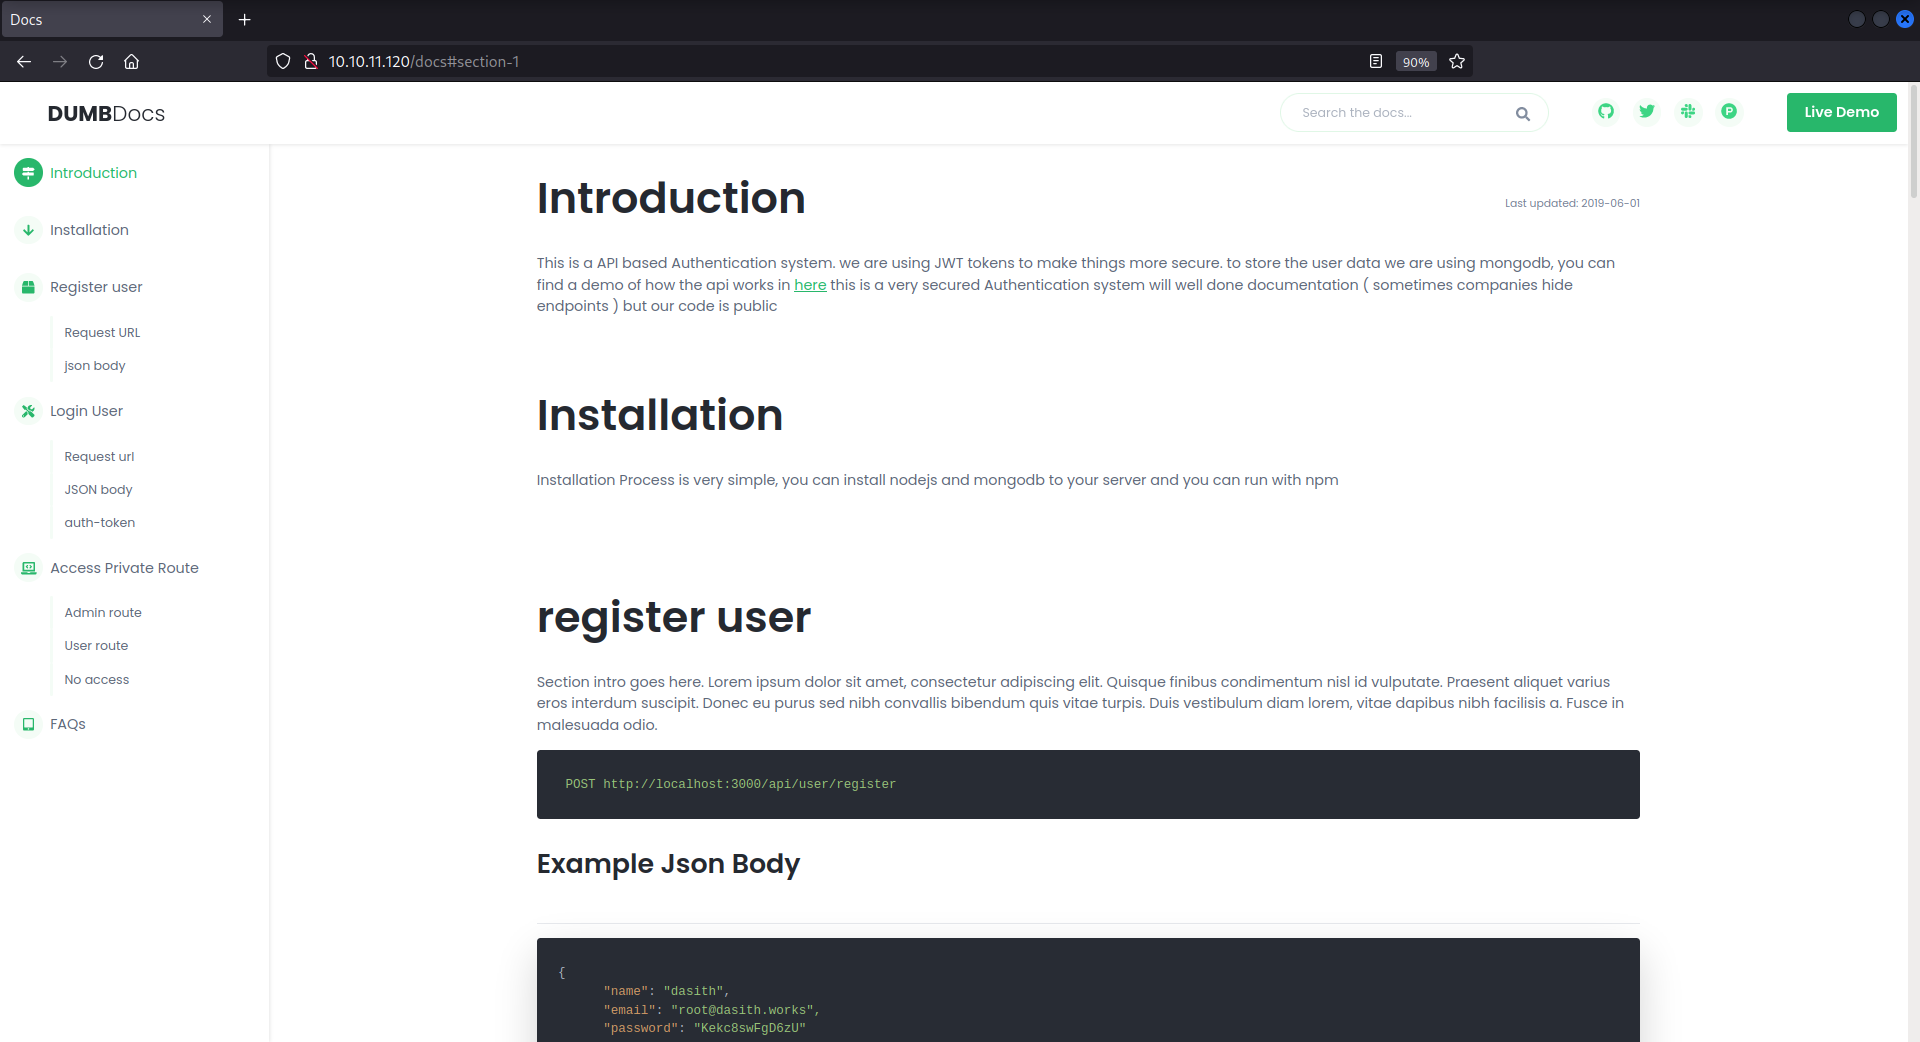 Docs
10.10.11.120/docs#section-1
90%
DUMBDocs
Search the docs...
Live Demo
Introduction
Installation
Register user
Request URL
json body
Login User
Request url
JSON body
auth-token
Access Private Route
Admin route
User route
No access
FAQs
Introduction
Last updated: 2019-06-01
This is a API based Authentication system. we are using JWT tokens to make things more secure. to store the user data we are using mongodb, you can
find a demo of how the api works in here this is a very secured Authentication system will well done documentation ( sometimes companies hide
endpoints ) but our code is public
Installation
Installation Process is very simple, you can install nodejs and mongodb to your server and you can run with npm
register user
Section intro goes here. Lorem ipsum dolor sit amet, consectetur adipiscing elit. Quisque finibus condimentum nisl id vulputate. Praesent aliquet varius
eros interdum suscipit. Donec eu purus sed nibh convallis bibendum quis vitae turpis. Duis vestibulum diam lorem, vitae dapibus nibh facilisis a. Fusce in
malesuada odio.
POST http://localhost:3000/api/user/register
Example Json Body
{
"name": "dasith",
"email": "root@dasith.works",
"password": "Kekc8swFgD6zU"